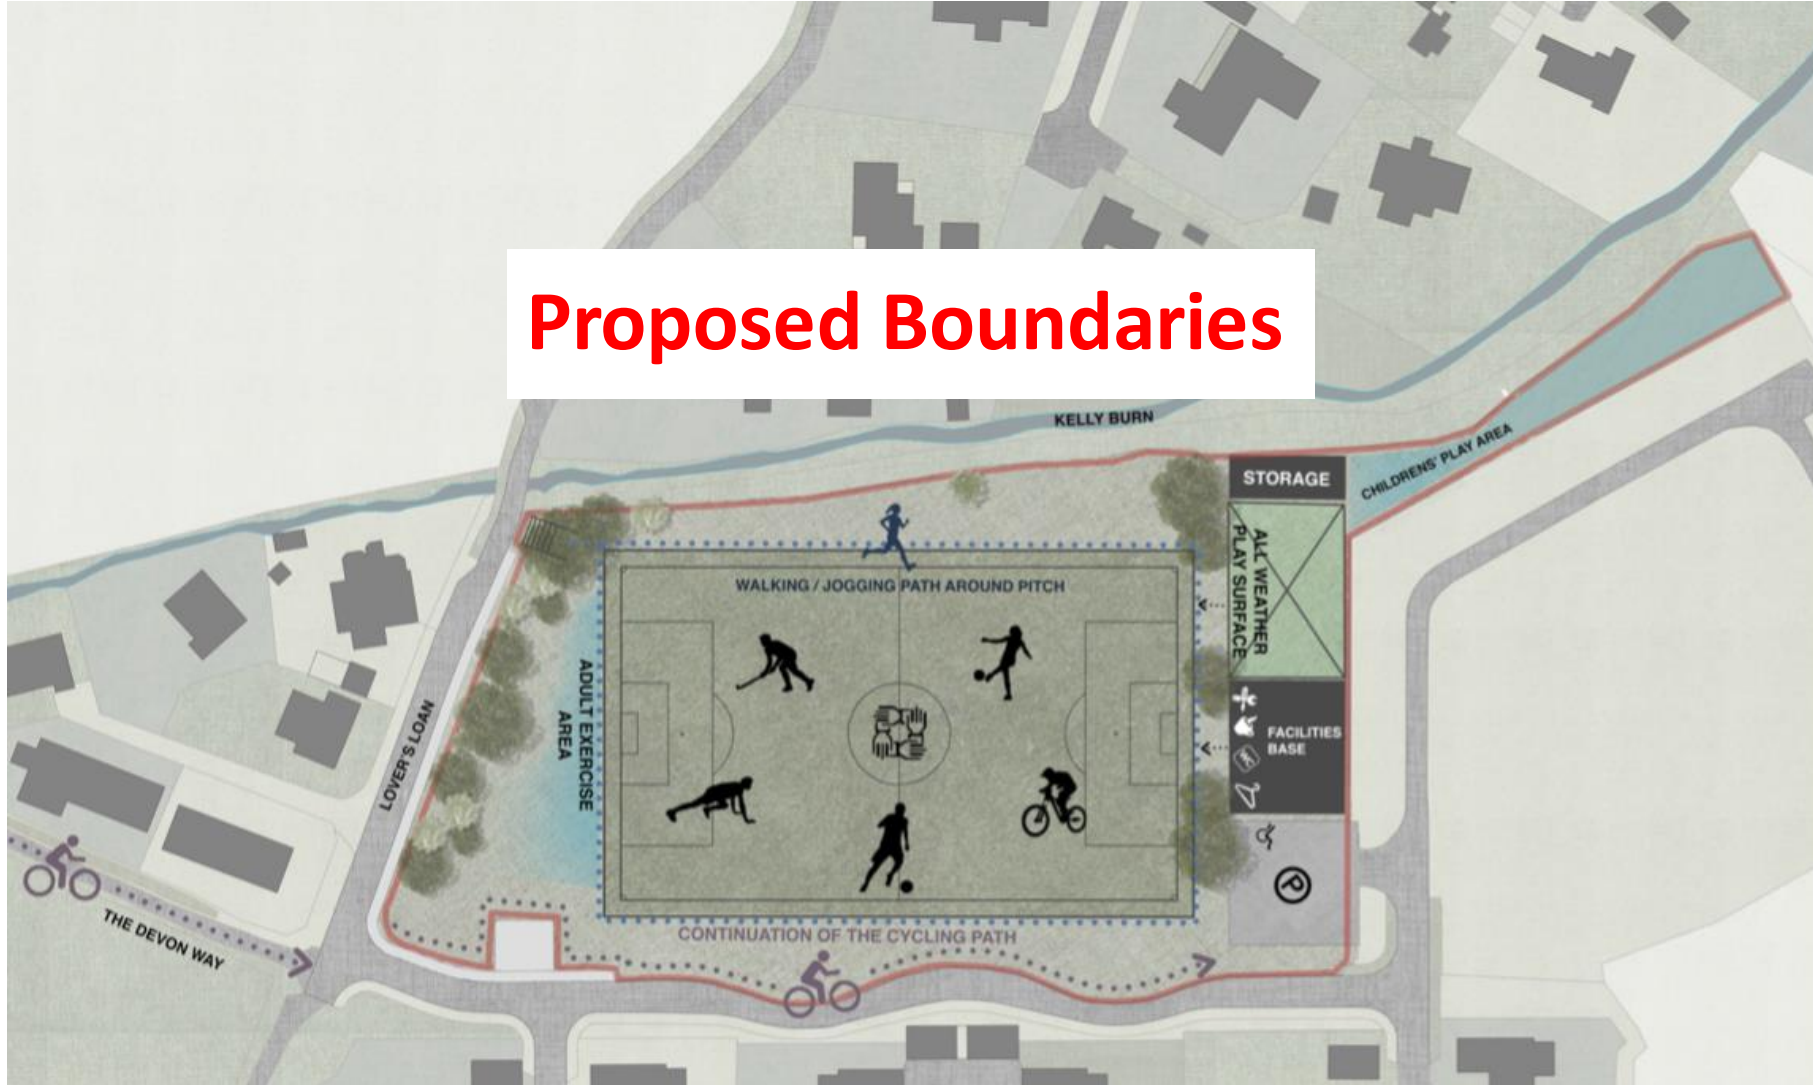 Proposed Boundaries
KELLY BURN
CHILDRENS' PLAY AREA
STORAGE
ALL WEATHER
PLAY SURFACE
WALKING / JOGGING PATH AROUND PITCH
ADULT EXERCISE
AREA
LOVER'S LOAN
FACILITIES
BASE
WC
P
THE DEVON WAY
CONTINUATION OF THE CYCLING PATH